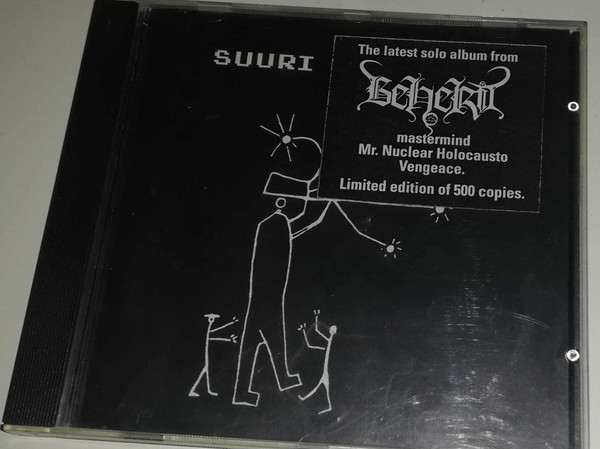 SUURI
The latest solo album from
BEHERIT
mastermind
Mr. Nuclear Holocausto
Vengeace.
Limited edition of 500 copies.